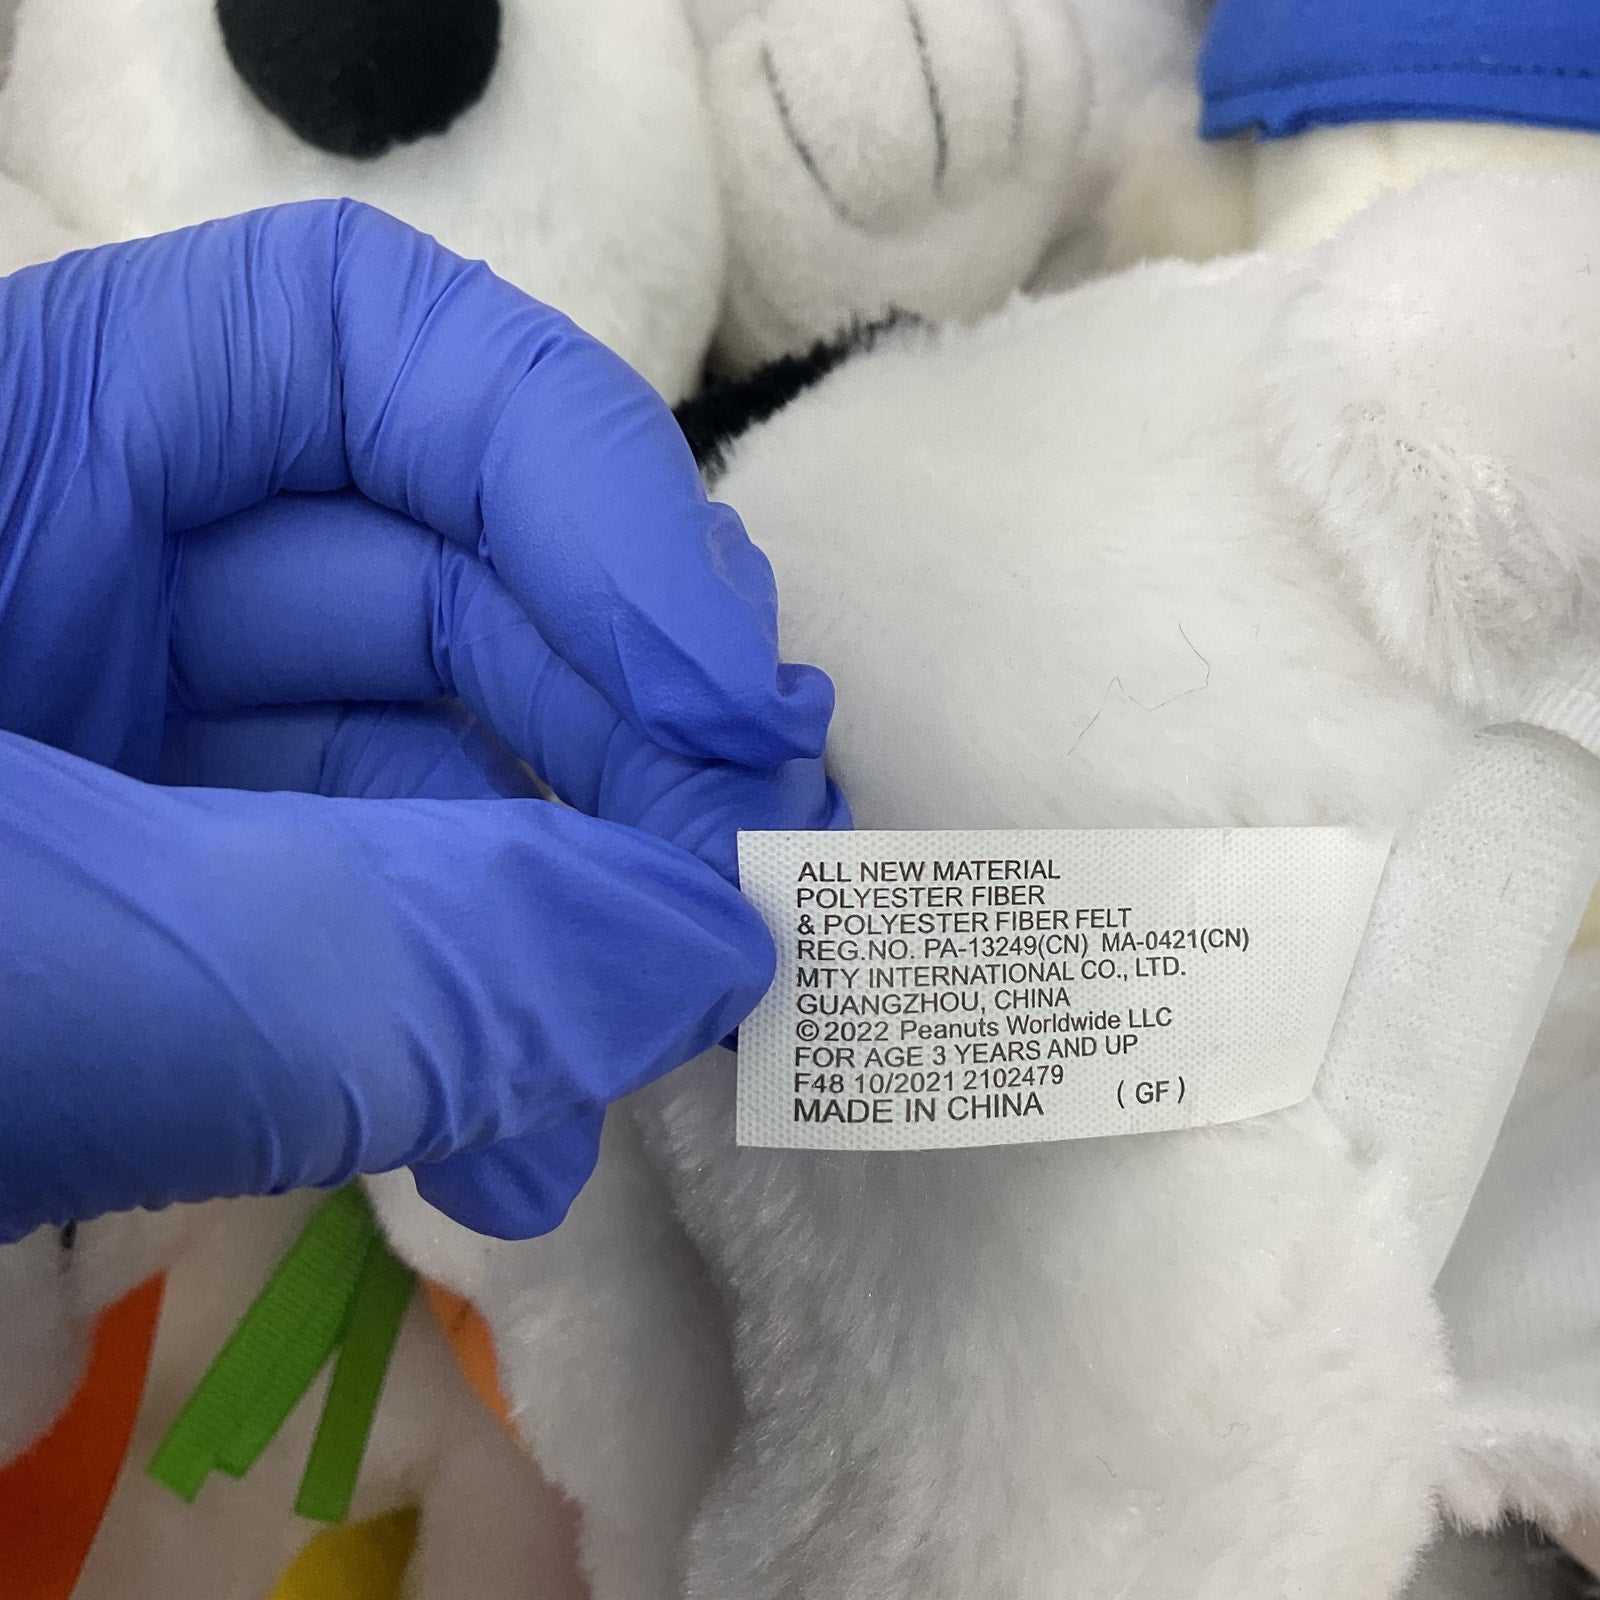 ALL NEW MATERIAL
POLYESTER FIBER
& POLYESTER FIBER FELT
REG.NO. PA-13249(CN) MA-0421(CN)
MTY INTERNATIONAL CO., LTD.
GUANGZHOU, CHINA
©2022 Peanuts Worldwide LLC
FOR AGE 3 YEARS AND UP
F48 10/2021 2102479
MADE IN CHINA (GF)